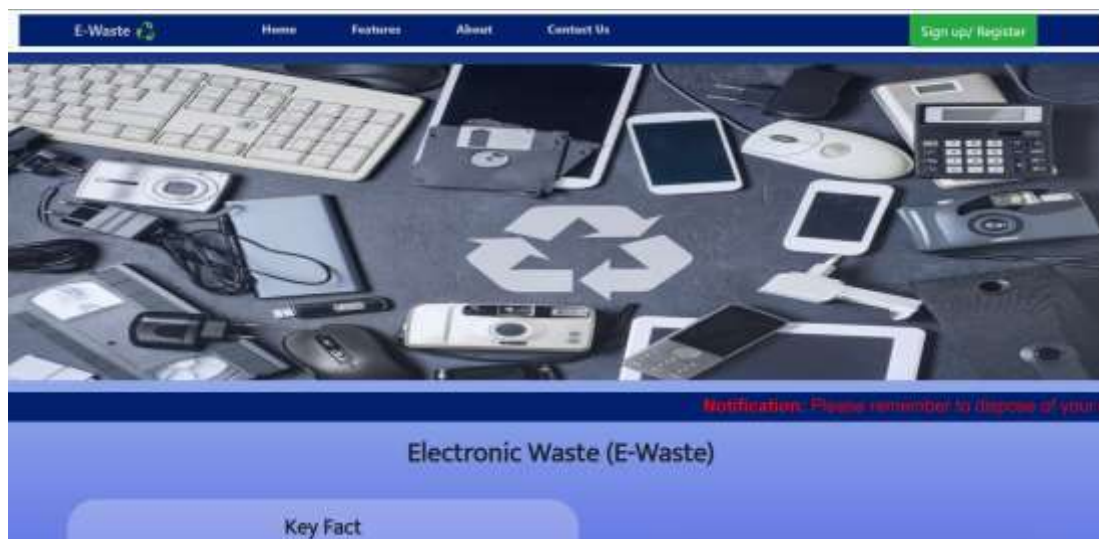 E-Waste
Home
Features
About
Contact Us
Sign up/ Register
Notification: Please remember to dispose of your
Electronic Waste (E-Waste)
Key Fact